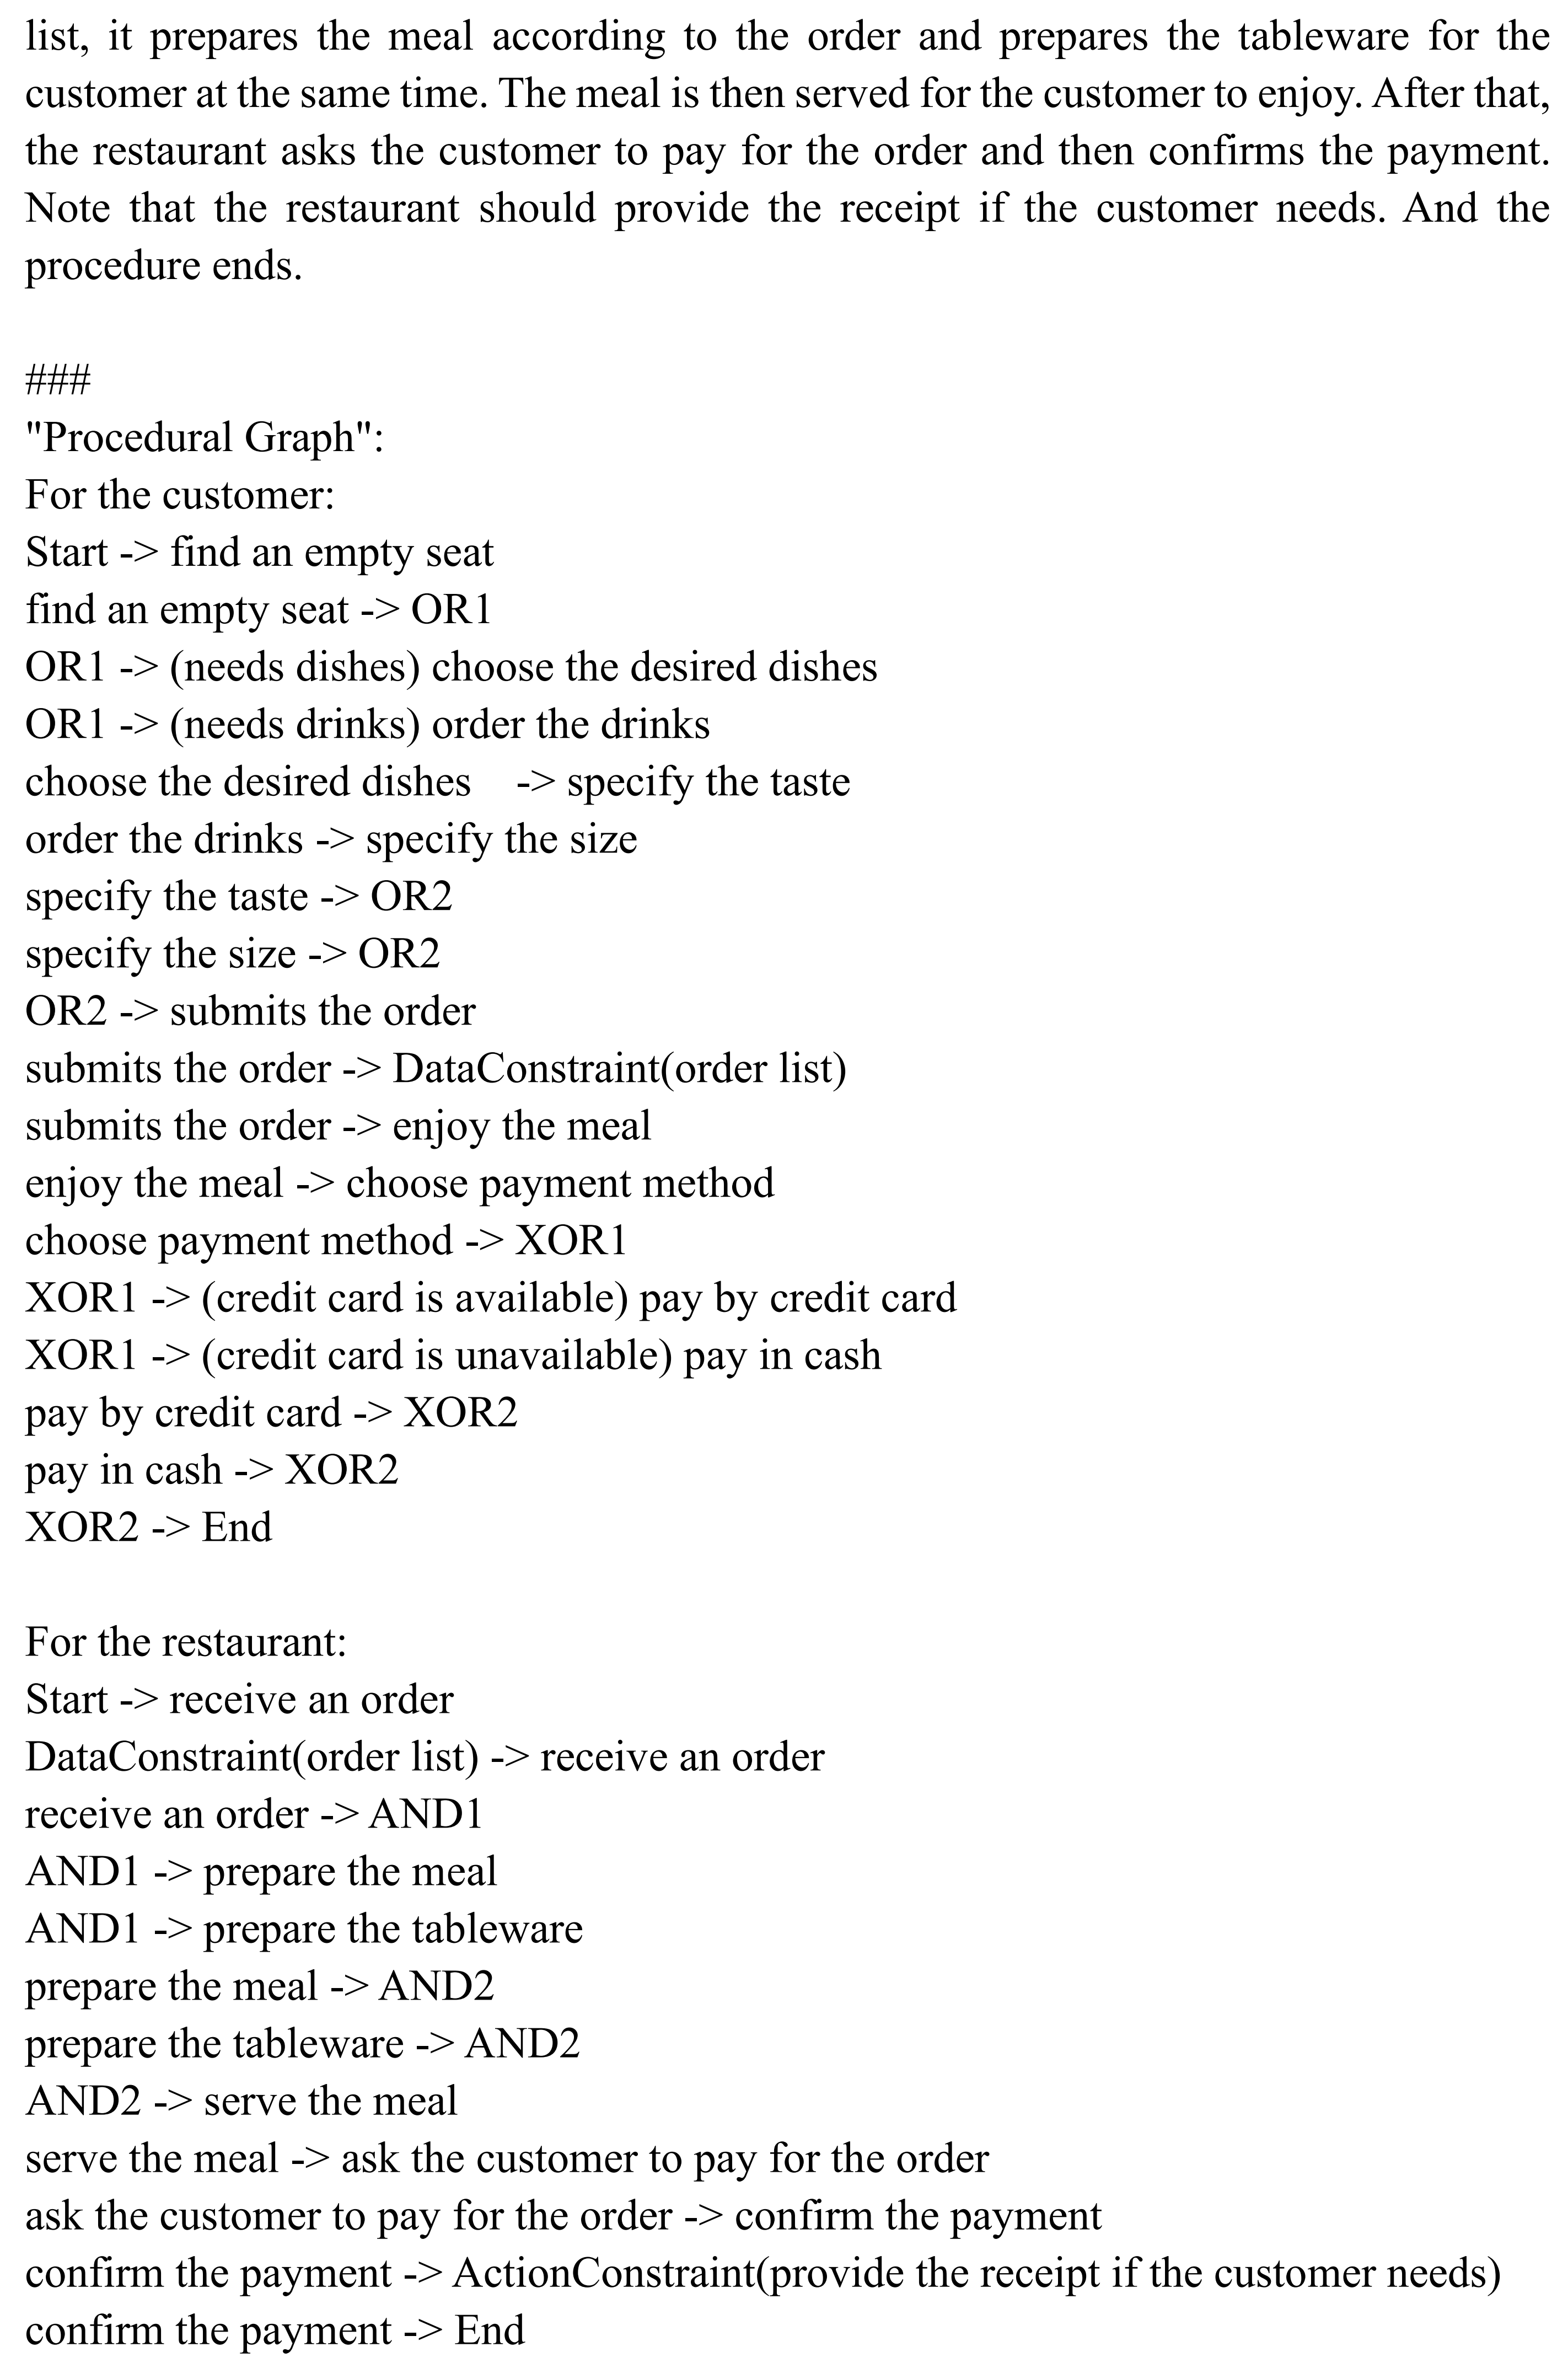 list, it prepares the meal according to the order and prepares the tableware for the
customer at the same time. The meal is then served for the customer to enjoy. After that,
the restaurant asks the customer to pay for the order and then confirms the payment.
Note that the restaurant should provide the receipt if the customer needs. And the
procedure ends.
###
"Procedural Graph":
For the customer:
Start -> find an empty seat
find an empty seat -> OR1
OR1 -> (needs dishes) choose the desired dishes
OR1 -> (needs drinks) order the drinks
choose the desired dishes -> specify the taste
order the drinks -> specify the size
specify the taste -> OR2
specify the size -> OR2
OR2 -> submits the order
submits the order -> DataConstraint(order list)
submits the order -> enjoy the meal
enjoy the meal -> choose payment method
choose payment method -> XOR1
XOR1 -> (credit card is available) pay by credit card
XOR1 -> (credit card is unavailable) pay in cash
pay by credit card -> XOR2
pay in cash -> XOR2
XOR2 -> End
For the restaurant:
Start -> receive an order
DataConstraint(order list) -> receive an order
receive an order -> AND1
AND1 -> prepare the meal
AND1 -> prepare the tableware
prepare the meal -> AND2
prepare the tableware -> AND2
AND2 -> serve the meal
serve the meal -> ask the customer to pay for the order
ask the customer to pay for the order -> confirm the payment
confirm the payment -> ActionConstraint(provide the receipt if the customer needs)
confirm the payment -> End